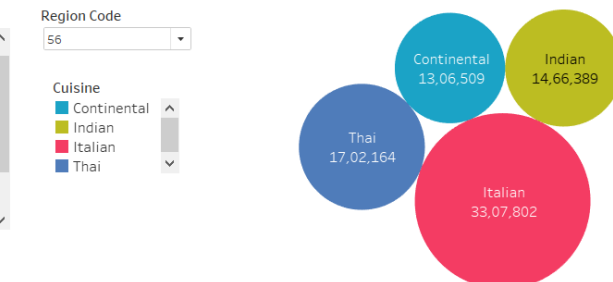 Region Code
56
Cuisine
Continental
Indian
Italian
Thai
Continental
13,06,509
Indian
14,66,389
Thai
17,02,164
Italian
33,07,802